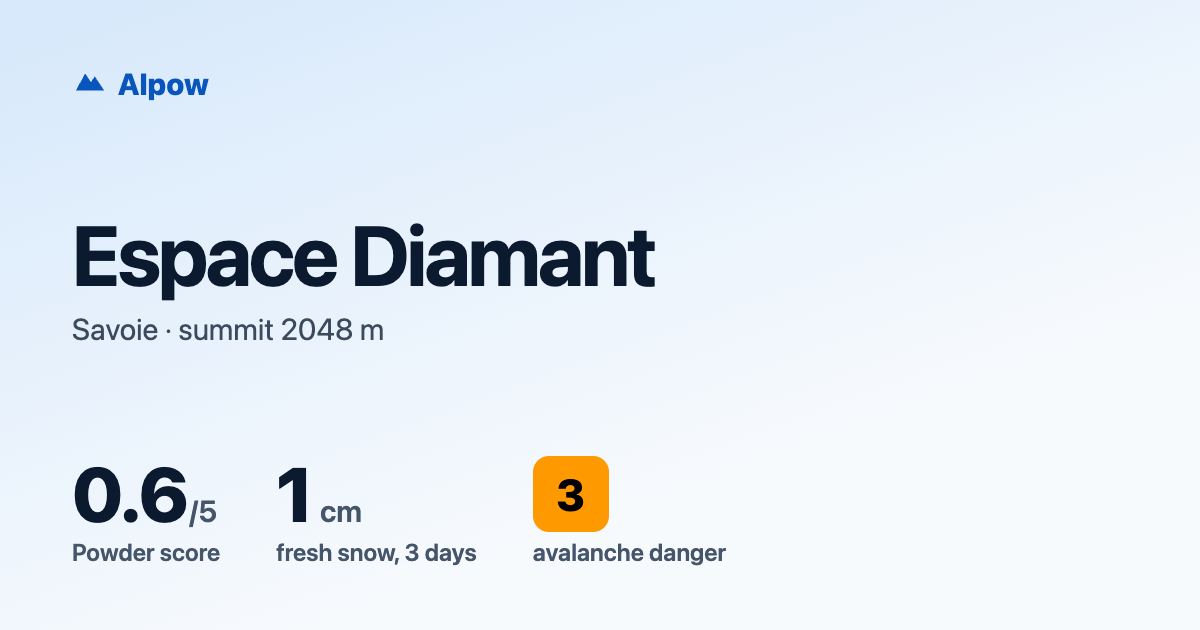 Alpow
Espace Diamant
Savoie · summit 2048 m
0.6/5
Powder score
1 cm
fresh snow, 3 days
3
avalanche danger